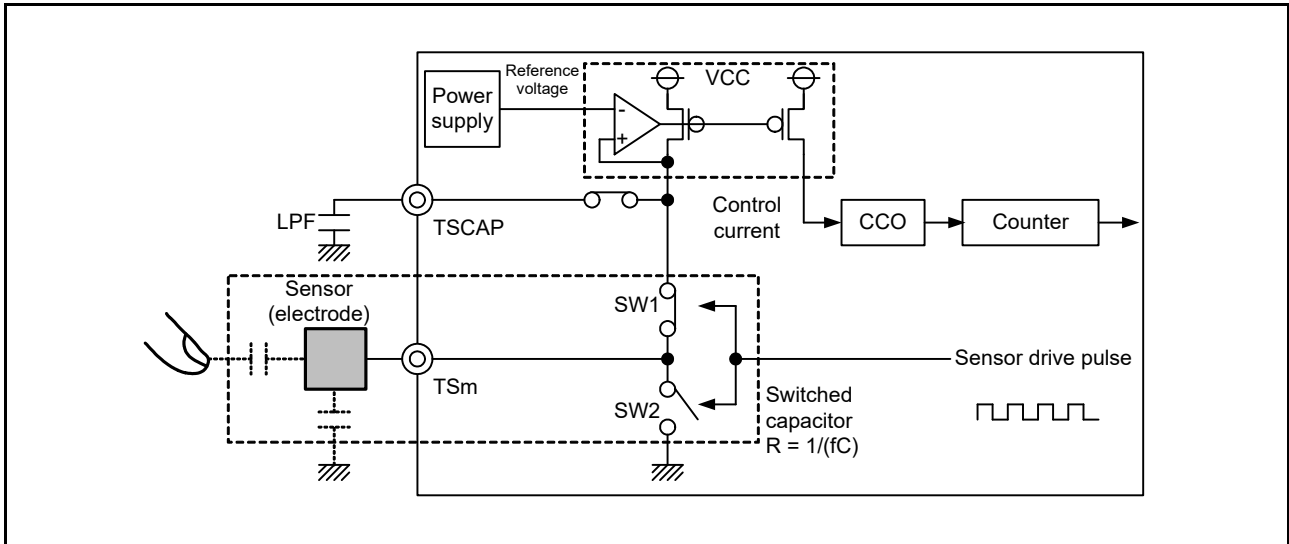 Power
supply
Reference
voltage
VCC
-
+
LPF
TSCAP
Control
current
CCO
Counter
Sensor
(electrode)
SW1
TSm
SW2
Sensor drive pulse
Switched
capacitor
R = 1/(fC)